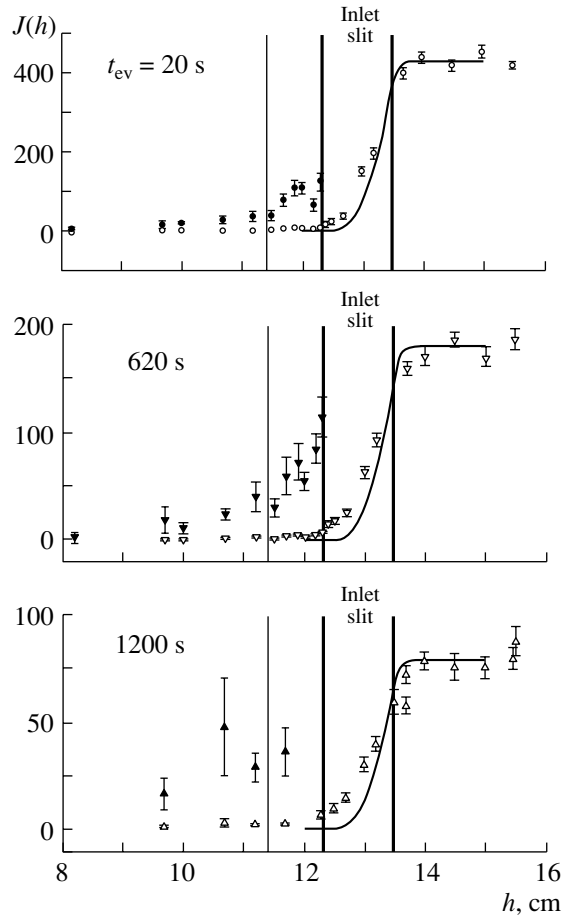 J(h)
Inlet
slit
t_ev = 20 s
400
200
0
Inlet
slit
200
620 s
100
0
Inlet
slit
100
1200 s
50
0
8 10 12 14 16
h, cm